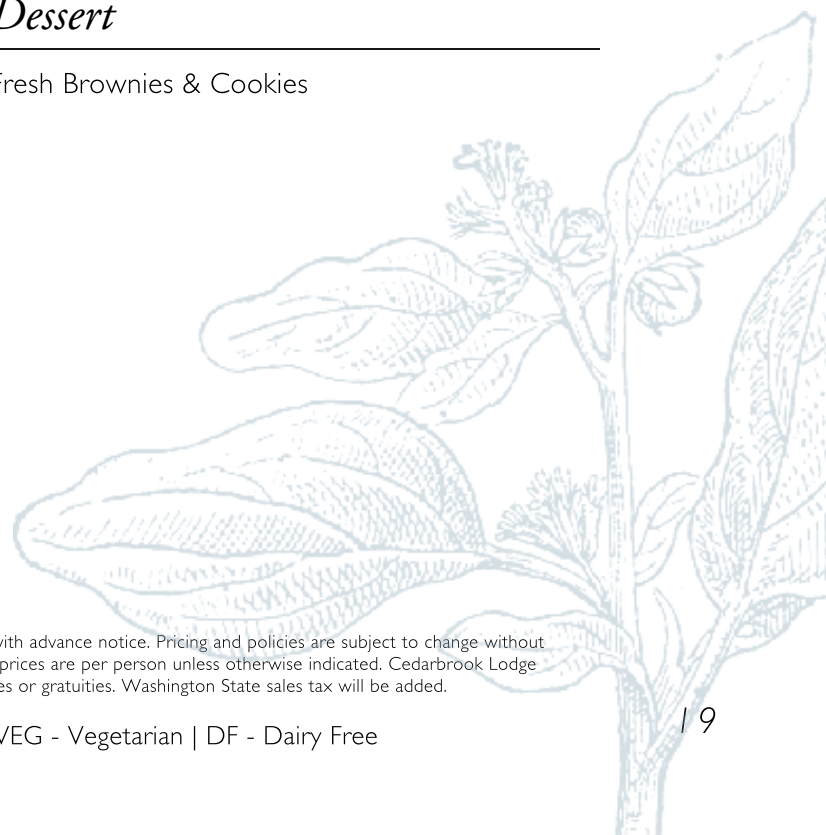 Dessert
Fresh Brownies & Cookies
with advance notice. Pricing and policies are subject to change without
prices are per person unless otherwise indicated. Cedarbrook Lodge
or gratuities. Washington State sales tax will be added.
VEG - Vegetarian | DF - Dairy Free
19